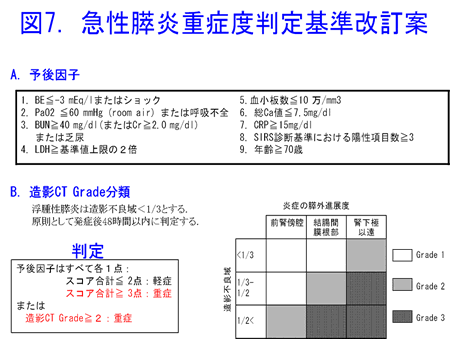 図7. 急性膵炎重症度判定基準改訂案
A. 予後因子
1. BE≦-3 mEq/lまたはショック
2. PaO2 ≦60 mmHg (room air) または呼吸不全
3. BUN≧40 mg/dl(またはCr≧2.0 mg/dl)
または乏尿
4. LDH≧基準値上限の２倍
5.血小板数≦10 万/mm3
6. 総Ca値≦7.5mg/dl
7. CRP≧15mg/dl
8. SIRS診断基準における陽性項目数≧3
9. 年齢≧70歳
B. 造影CT Grade分類
浮腫性膵炎は造影不良域＜1/3とする.
原則として発症後48時間以内に判定する.
判定
予後因子はすべて各１点：
スコア合計≦ 2点：軽症
スコア合計≧ 3点：重症
または
造影CT Grade≧２：重症
炎症の膵外進展度
前腎傍腔
結腸間
膜根部
腎下極
以遠
造影不良域
<1/3
1/3-
1/2
1/2<
Grade 1
Grade 2
Grade 3